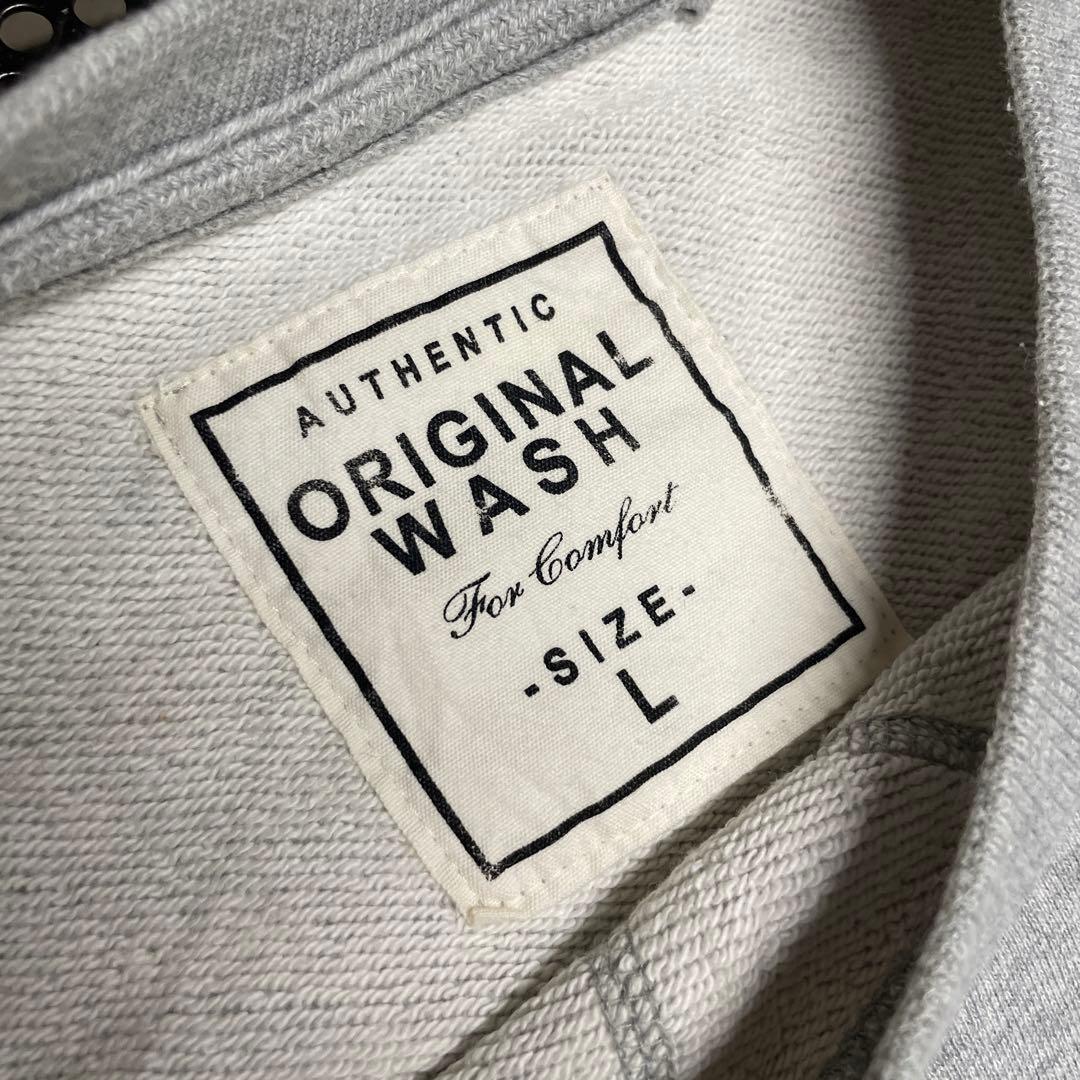 AUTHENTIC
ORIGINAL
WASH
For Comfort
-SIZE-
L